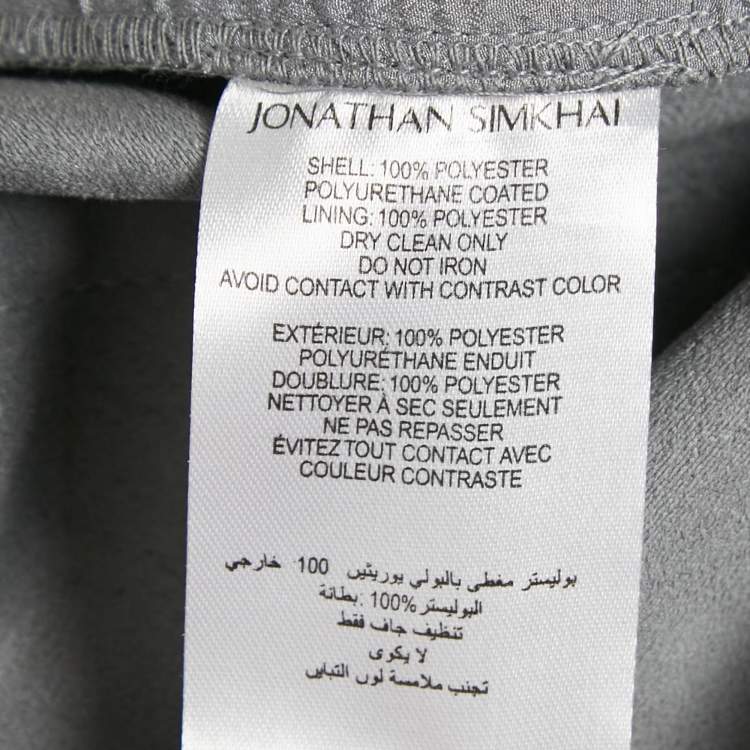 JONATHAN SIMKHAI
SHELL: 100% POLYESTER
POLYURETHANE COATED
LINING: 100% POLYESTER
DRY CLEAN ONLY
DO NOT IRON
AVOID CONTACT WITH CONTRAST COLOR
EXTÉRIEUR: 100% POLYESTER
POLYURÉTHANE ENDUIT
DOUBLURE: 100% POLYESTER
NETTOYER À SEC SEULEMENT
NE PAS REPASSER
ÉVITEZ TOUT CONTACT AVEC
COULEUR CONTRASTE
بوليستر مغطى بالبولي يوريثين 100 خارجي
البوليستر 100% :بطانة
تنظيف جاف فقط
لا يكوى
تجنب ملامسة لون التباين